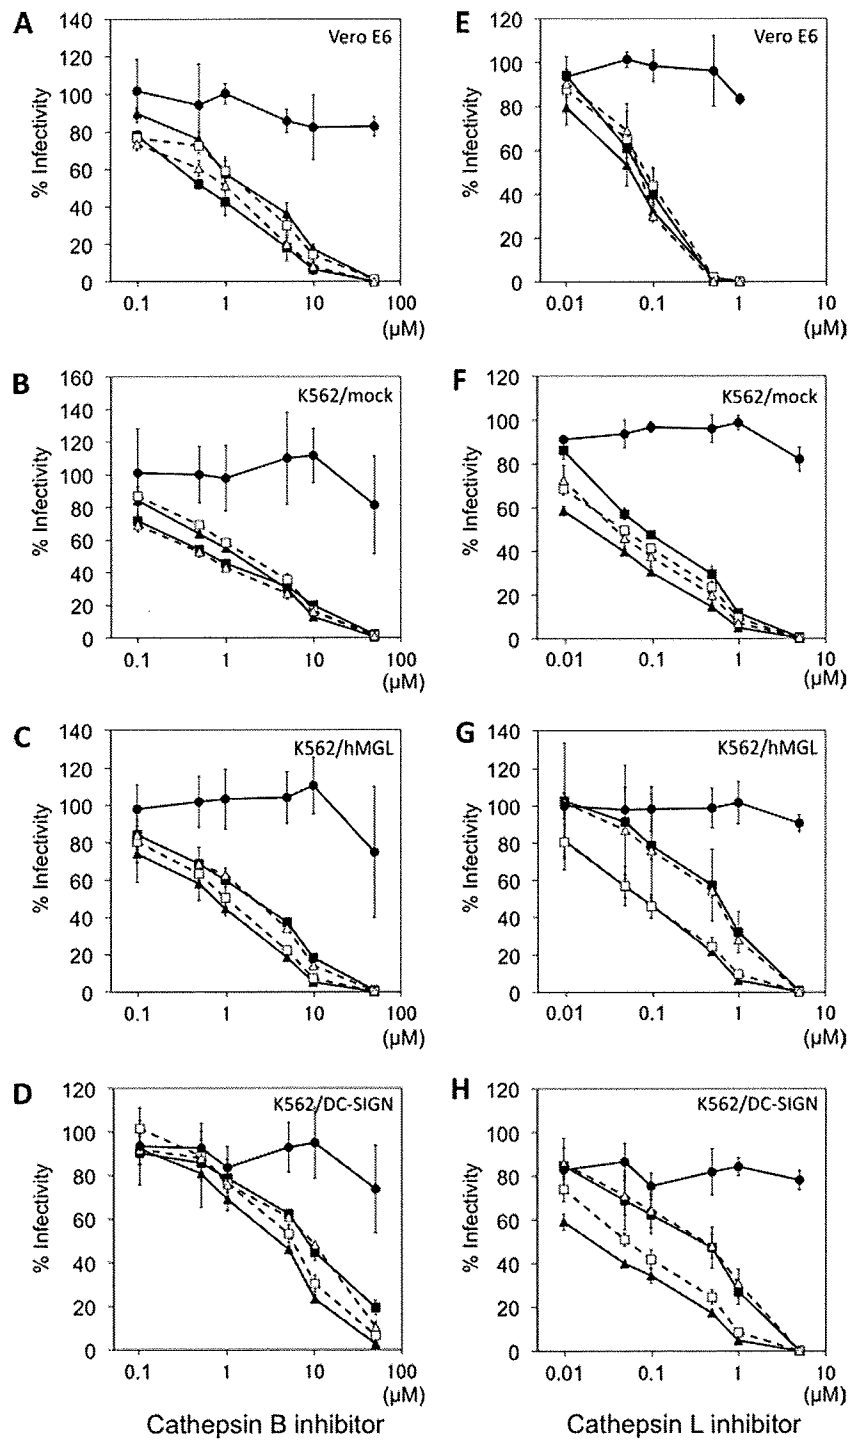 A
Vero E6
% Infectivity
140
120
100
80
60
40
20
0
0.1
1
10
100
(µM)
E
Vero E6
% Infectivity
120
100
80
60
40
20
0
0.01
0.1
1
10
(µM)
B
K562/mock
% Infectivity
160
140
120
100
80
60
40
20
0
0.1
1
10
100
(µM)
F
K562/mock
% Infectivity
120
100
80
60
40
20
0
0.01
0.1
1
10
(µM)
C
K562/hMGL
% Infectivity
140
120
100
80
60
40
20
0
0.1
1
10
100
(µM)
G
K562/hMGL
% Infectivity
140
120
100
80
60
40
20
0
0.01
0.1
1
10
(µM)
D
K562/DC-SIGN
% Infectivity
120
100
80
60
40
20
0
0.1
1
10
100
(µM)
Cathepsin B inhibitor
H
K562/DC-SIGN
% Infectivity
120
100
80
60
40
20
0
0.01
0.1
1
10
(µM)
Cathepsin L inhibitor